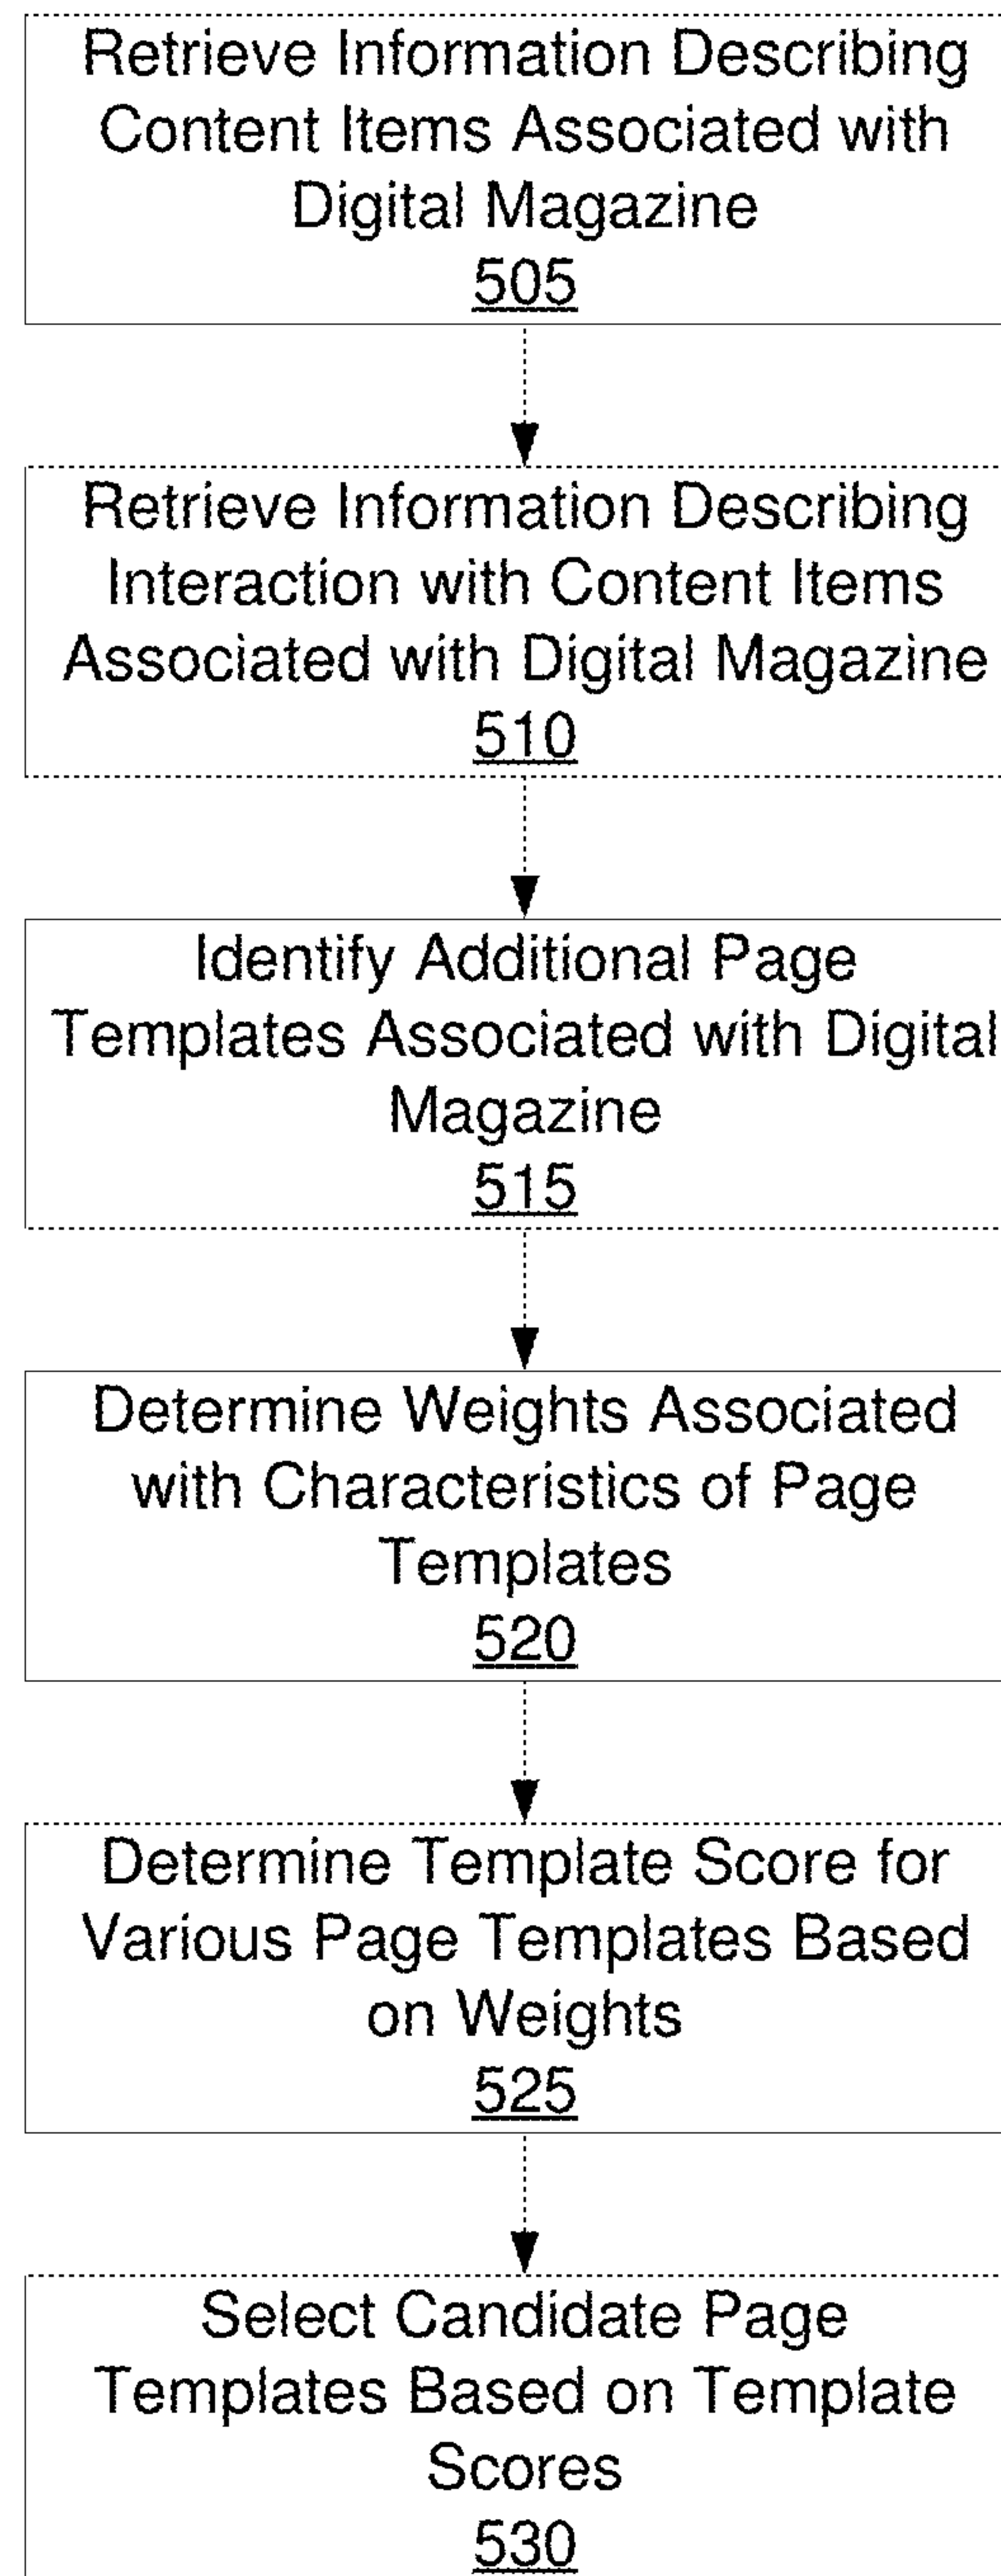 Retrieve Information Describing
Content Items Associated with
Digital Magazine
505
Retrieve Information Describing
Interaction with Content Items
Associated with Digital Magazine
510
Identify Additional Page
Templates Associated with Digital
Magazine
515
Determine Weights Associated
with Characteristics of Page
Templates
520
Determine Template Score for
Various Page Templates Based
on Weights
525
Select Candidate Page
Templates Based on Template
Scores
530